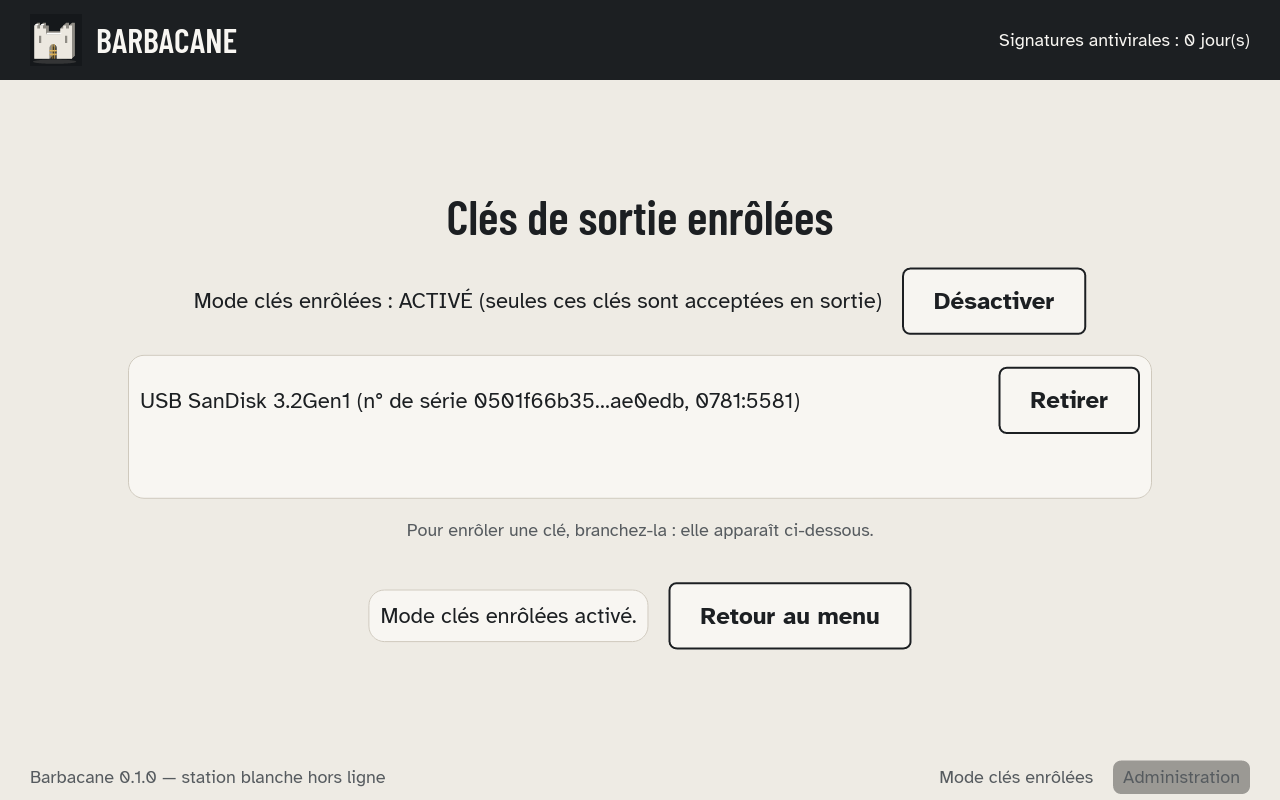 BARBACANE
Signatures antivirales : 0 jour(s)
Clés de sortie enrôlées
Mode clés enrôlées : ACTIVÉ (seules ces clés sont acceptées en sortie)
Désactiver
USB SanDisk 3.2Gen1 (n° de série 0501f66b35…ae0edb, 0781:5581)
Retirer
Pour enrôler une clé, branchez-la : elle apparaît ci-dessous.
Mode clés enrôlées activé.
Retour au menu
Barbacane 0.1.0 — station blanche hors ligne
Mode clés enrôlées
Administration